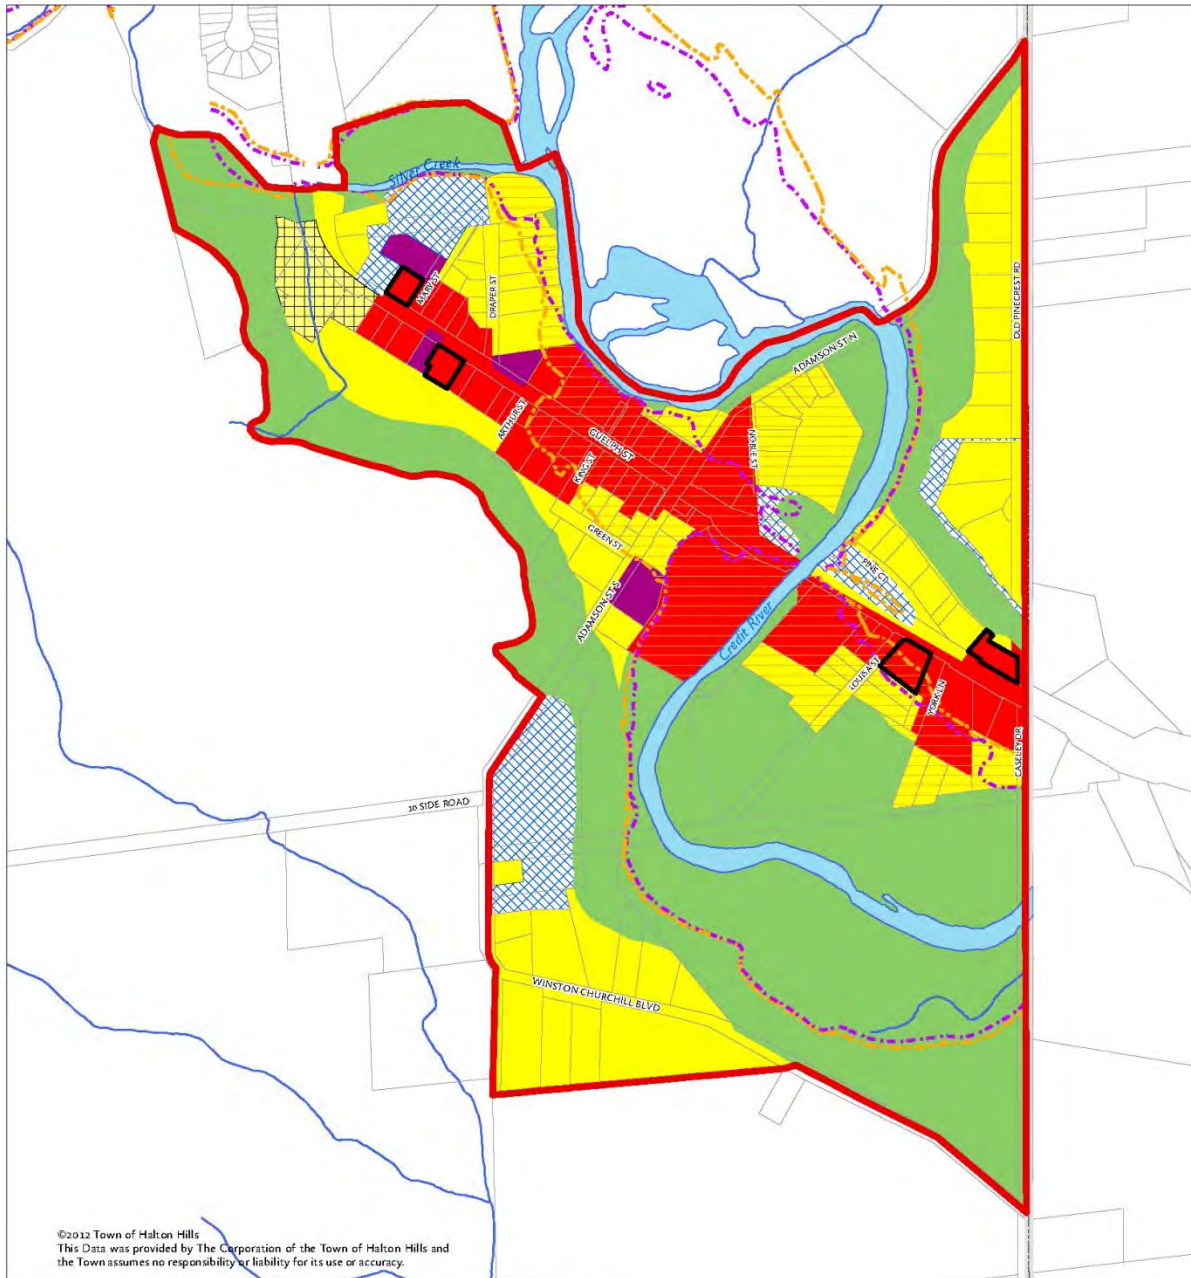 Silver Creek
MARY ST
DRAPER ST
OLD PINECREST RD
ADAMSON ST N
ARTHUR ST
GUELPH ST
NOBLE ST
KING ST
GREEN ST
PINE CT
ADAMSON ST S
Credit River
LOUISA ST
YORK LN
CASELEY DR
10 SIDE ROAD
WINSTON CHURCHILL BLVD
©2012 Town of Halton Hills
This Data was provided by The Corporation of the Town of Halton Hills and
the Town assumes no responsibility or liability for its use or accuracy.